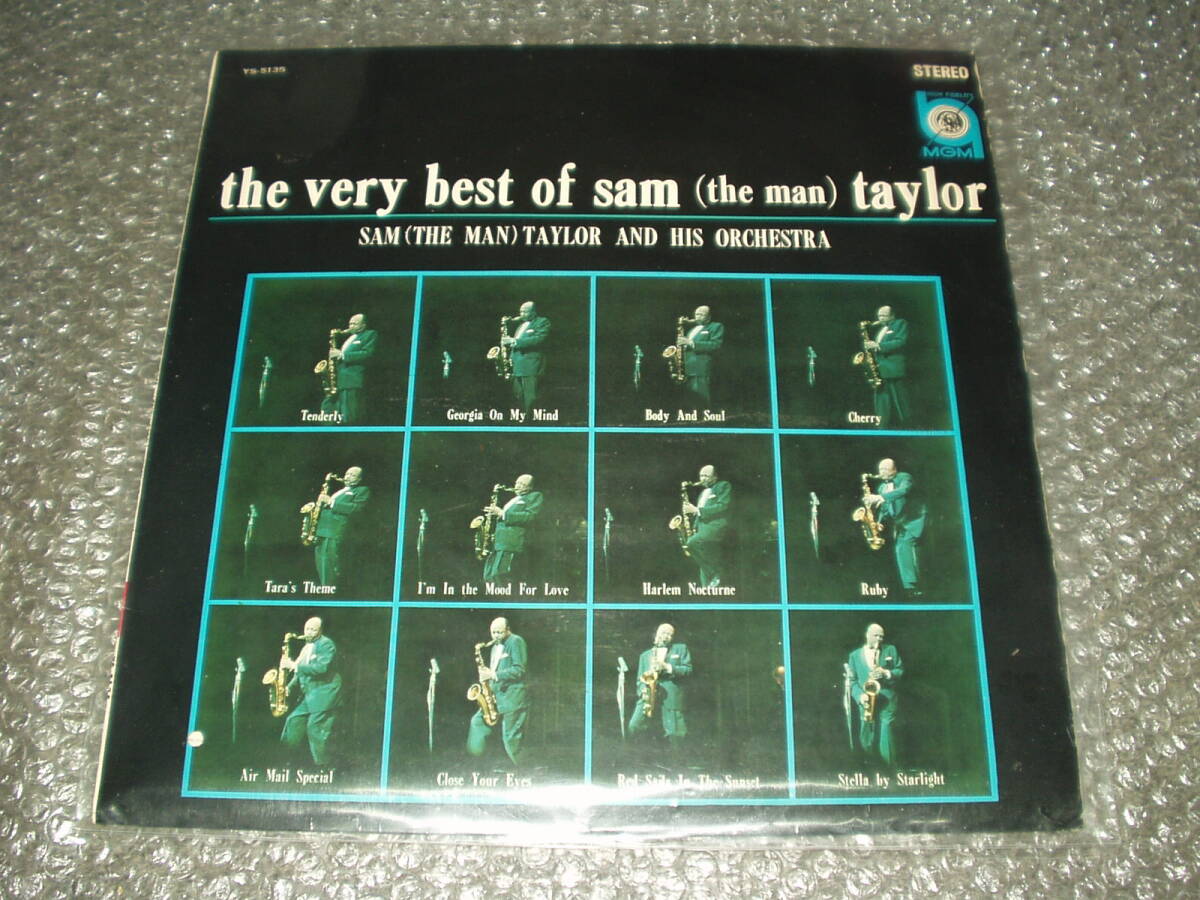 YS-5135
STEREO
HIGH FIDELITY
MGM
the very best of sam (the man) taylor
SAM (THE MAN) TAYLOR AND HIS ORCHESTRA
Tenderly
Georgia On My Mind
Body And Soul
Cherry
Tara's Theme
I'm In the Mood For Love
Harlem Nocturne
Ruby
Air Mail Special
Close Your Eyes
Red Sails In The Sunset
Stella by Starlight